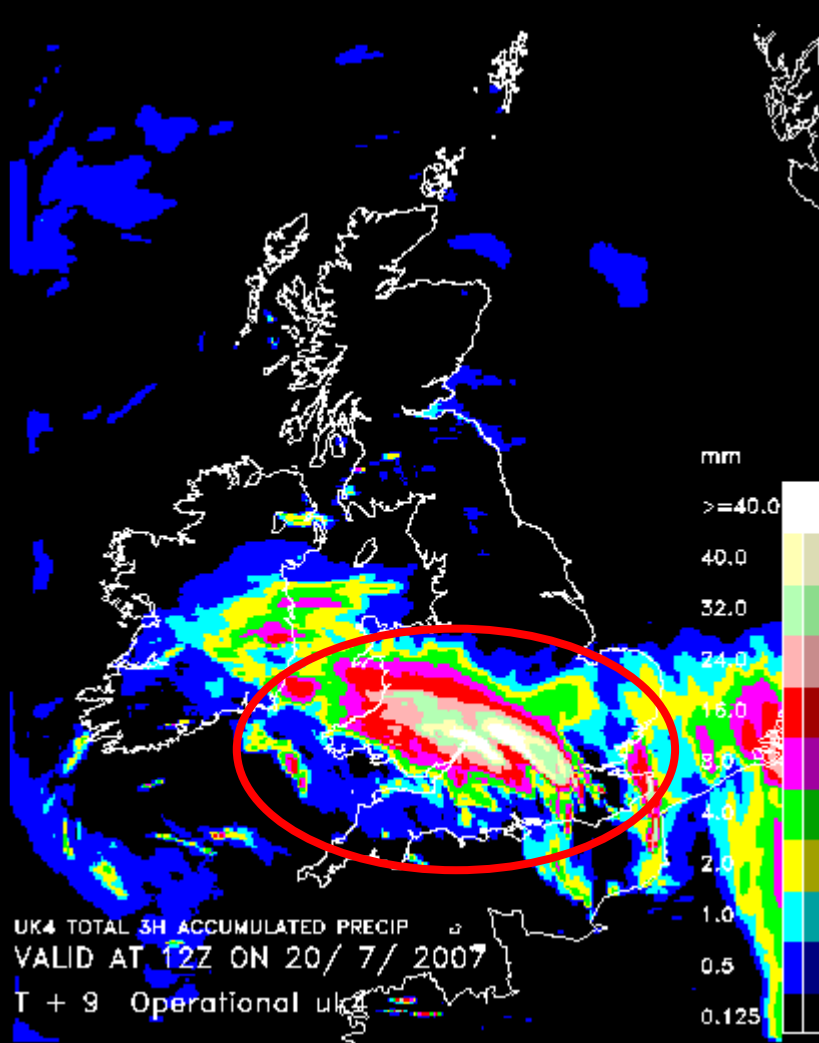 mm
>=40.0
40.0
32.0
24.0
16.0
8.0
4.0
2.0
1.0
0.5
0.125
UK4 TOTAL 3H ACCUMULATED PRECIP
VALID AT 12Z ON 20/ 7/ 2007
T + 9 Operational uk4